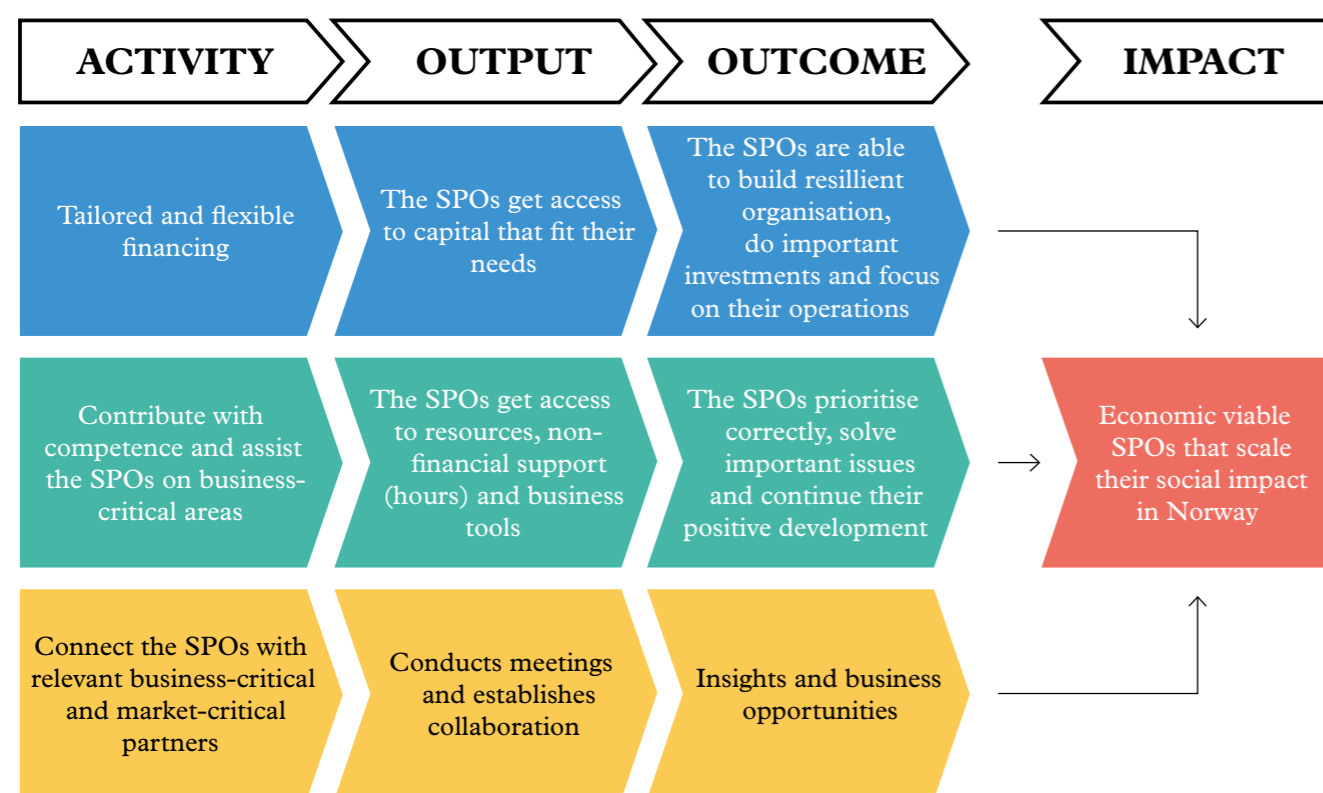 ACTIVITY
OUTPUT
OUTCOME
IMPACT
Tailored and flexible
financing
The SPOs get access
to capital that fit their
needs
The SPOs are able
to build resillient
organisation,
do important
investments and focus
on their operations
Contribute with
competence and assist
the SPOs on business-
critical areas
The SPOs get access
to resources, non-
financial support
(hours) and business
tools
The SPOs prioritise
correctly, solve
important issues
and continue their
positive development
Economic viable
SPOs that scale
their social impact
in Norway
Connect the SPOs with
relevant business-critical
and market-critical
partners
Conducts meetings
and establishes
collaboration
Insights and business
opportunities